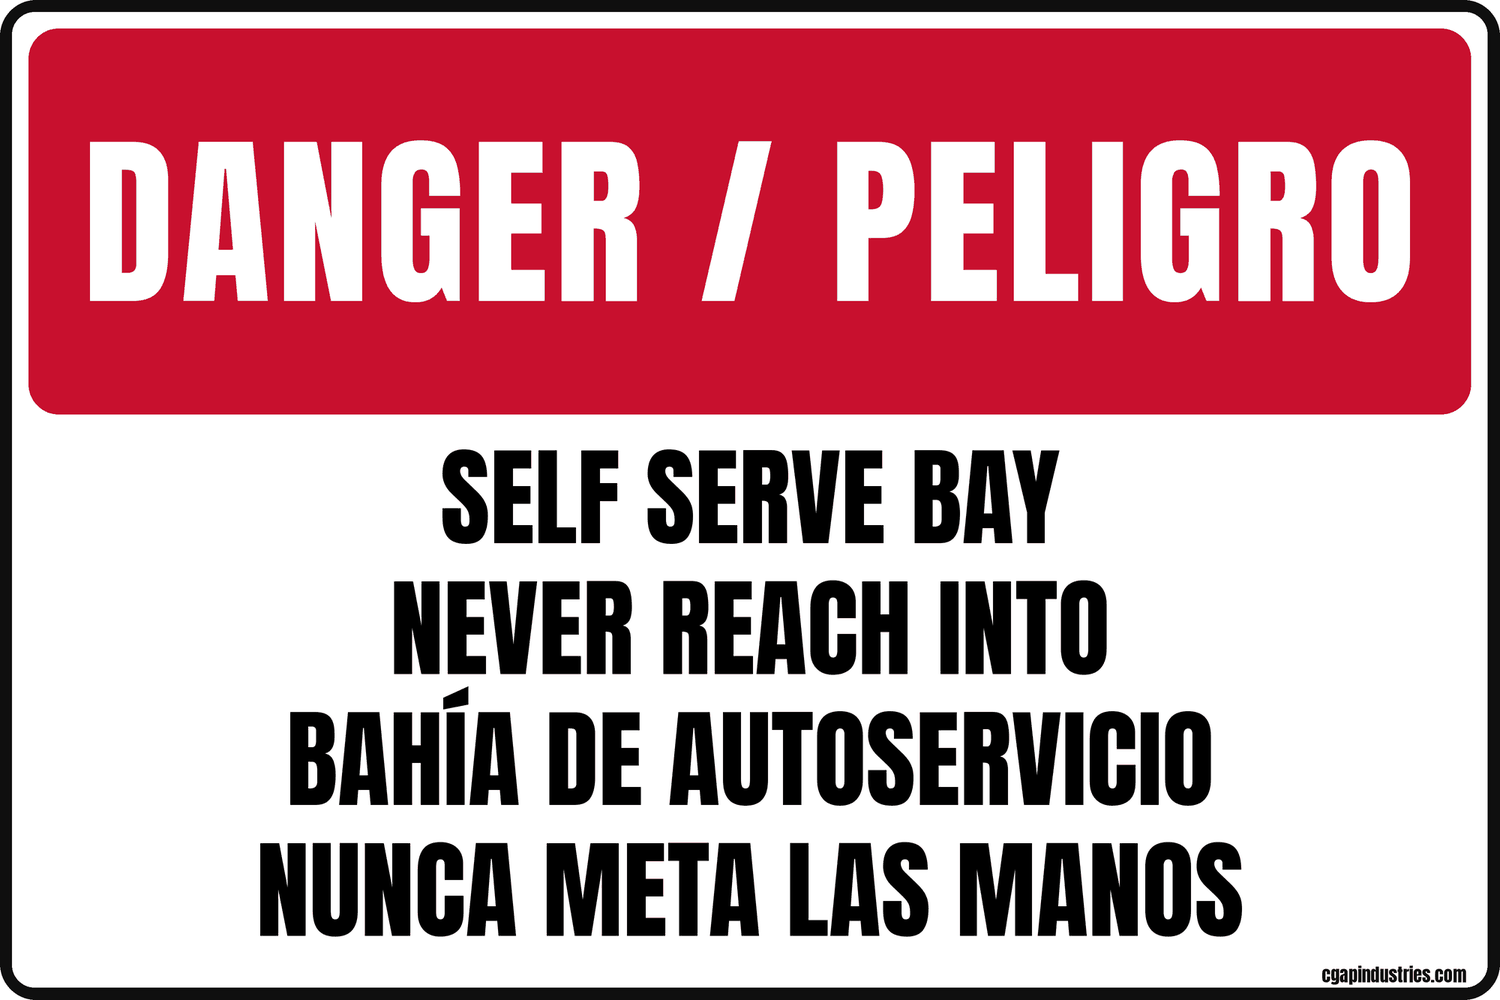 DANGER / PELIGRO
SELF SERVE BAY
NEVER REACH INTO
BAHÍA DE AUTOSERVICIO
NUNCA META LAS MANOS
cgapindustries.com